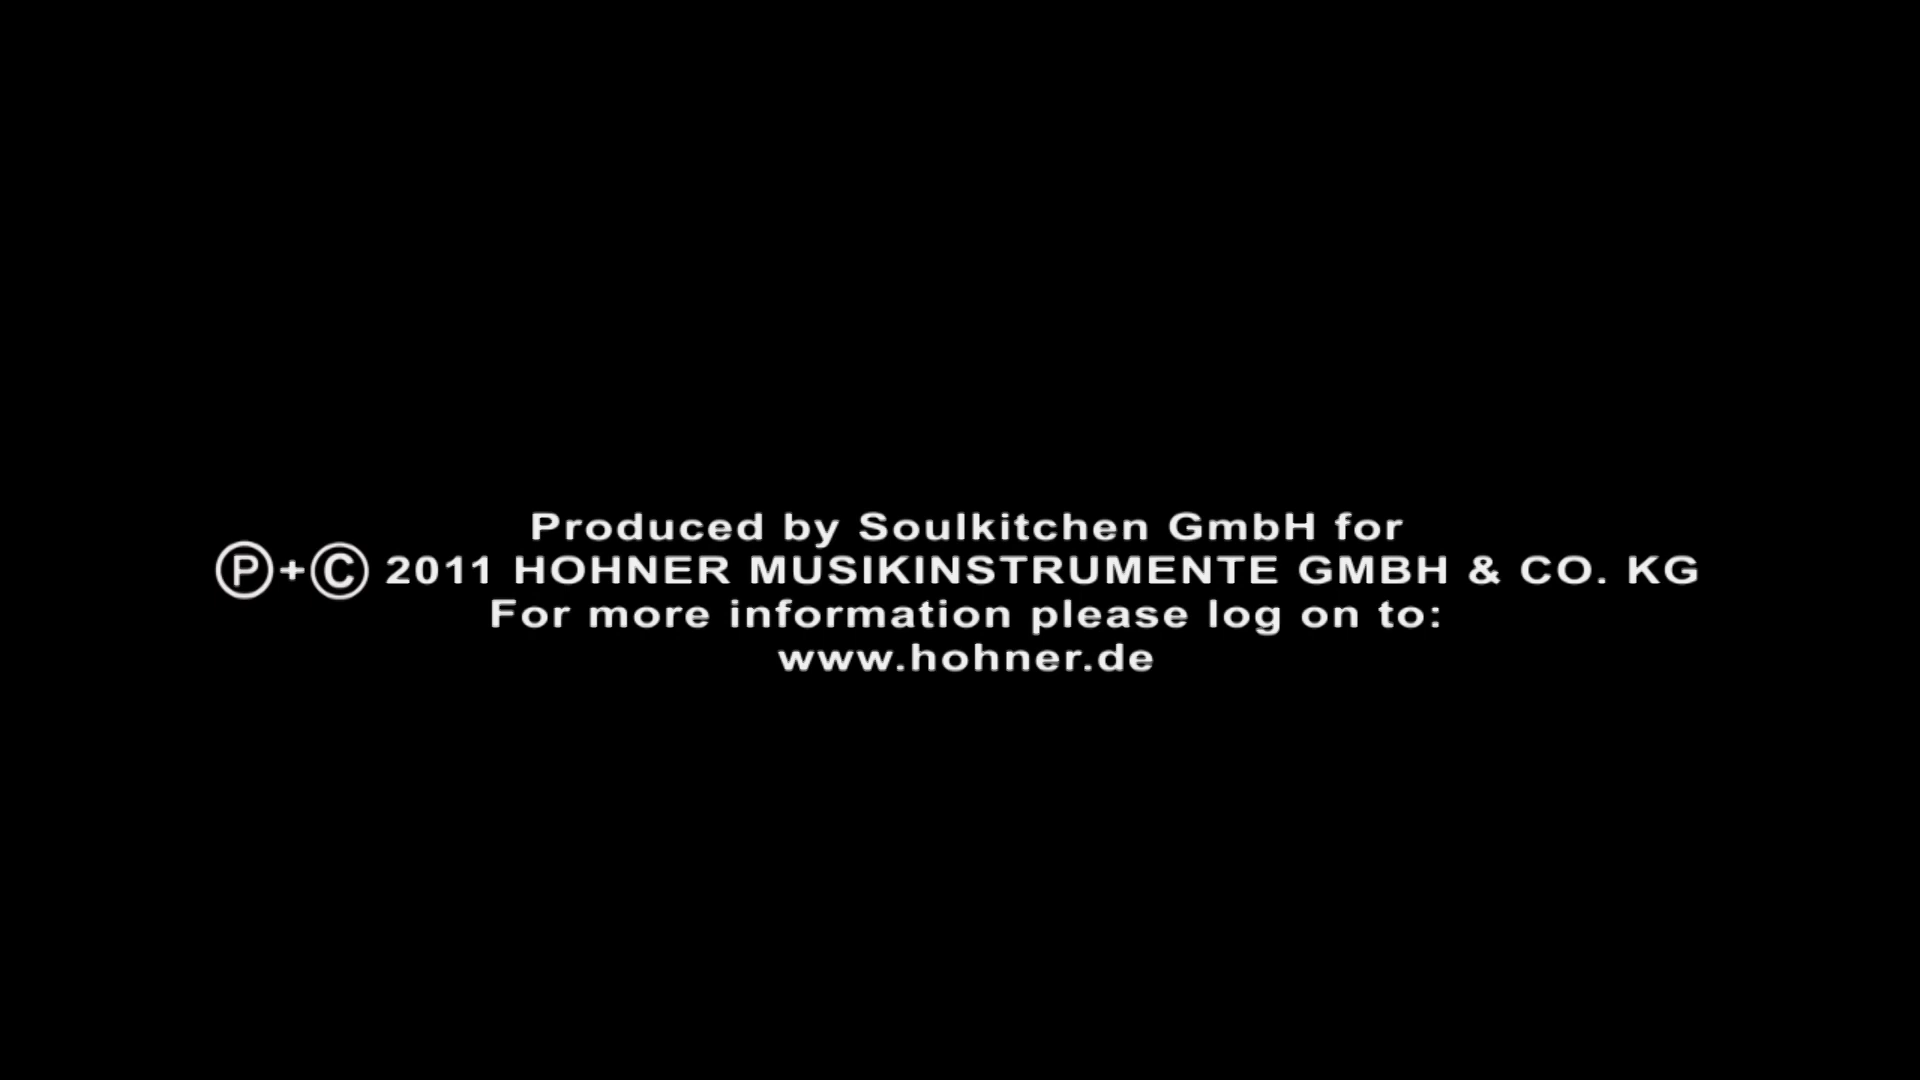 Produced by Soulkitchen GmbH for
Ⓟ+© 2011 HOHNER MUSIKINSTRUMENTE GMBH & CO. KG
For more information please log on to:
www.hohner.de